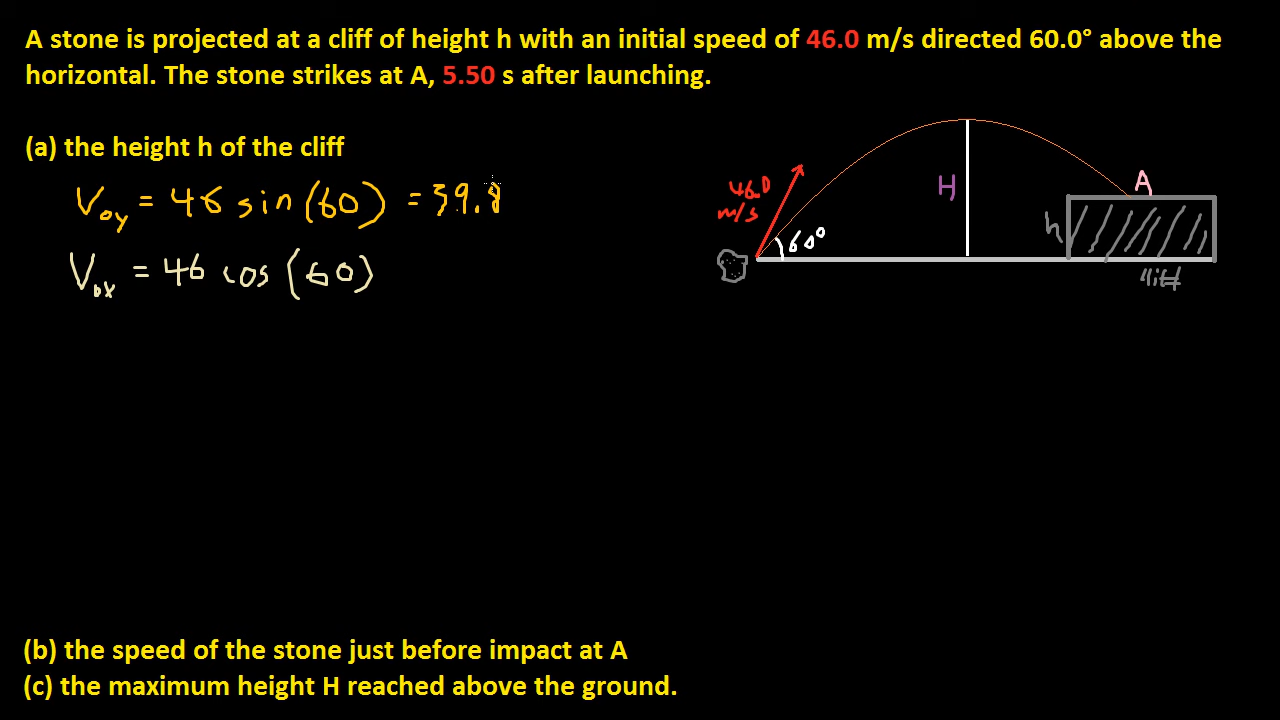 A stone is projected at a cliff of height h with an initial speed of 46.0 m/s directed 60.0° above the
horizontal. The stone strikes at A, 5.50 s after launching.
(a) the height h of the cliff
Voy = 46 sin(60) = 39.8
Vox = 46 cos(60)
46.0
m/s
60°
H
A
h
(b) the speed of the stone just before impact at A
(c) the maximum height H reached above the ground.